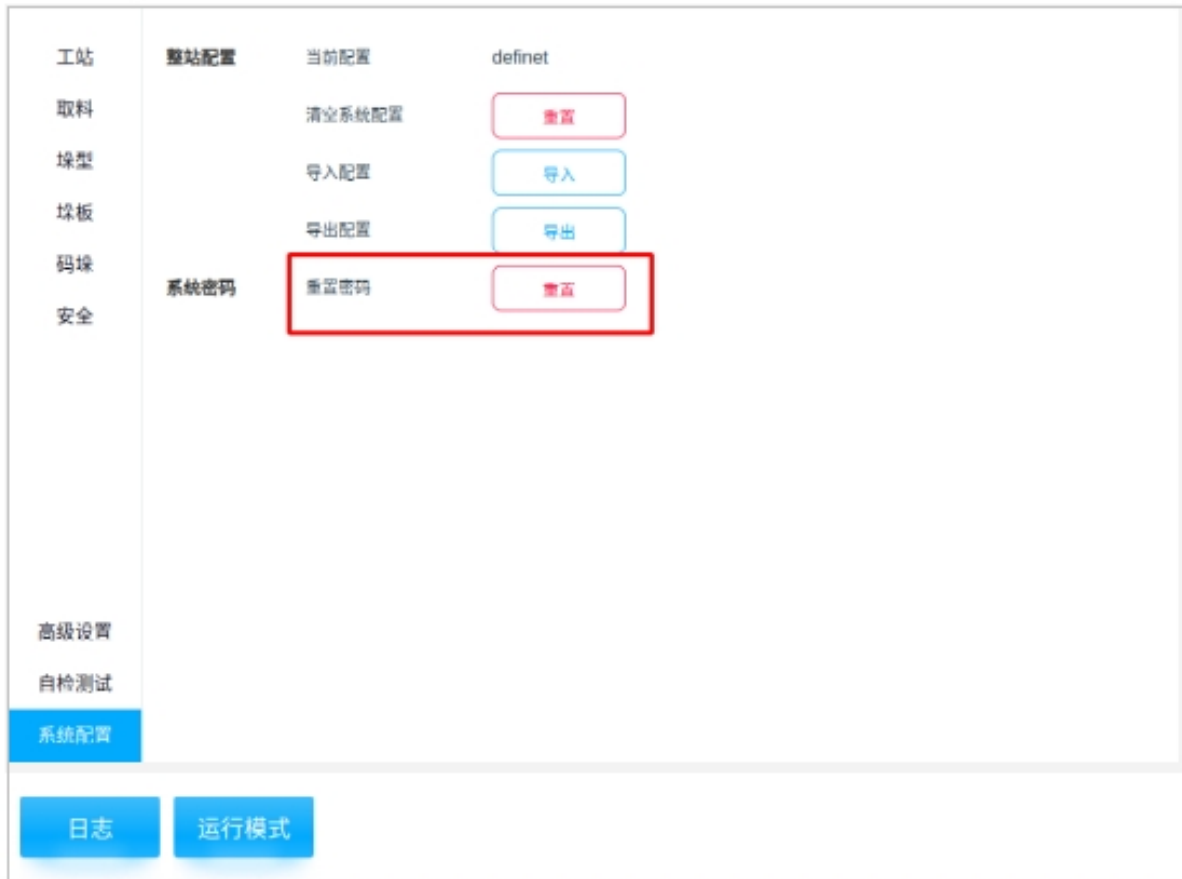 工站
取料
垛型
垛板
码垛
安全
高级设置
自检测试
系统配置
整站配置 当前配置 definet
清空系统配置 重置
导入配置 导入
导出配置 导出
系统密码 重置密码 重置
日志 运行模式